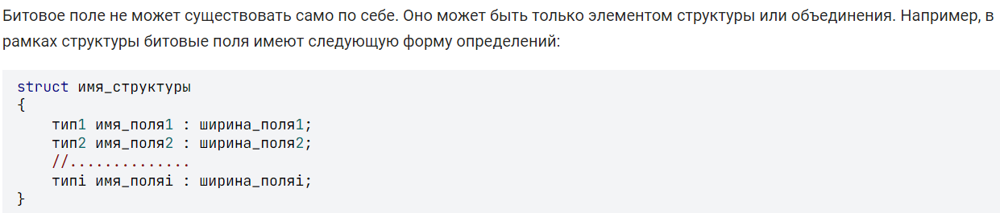 Битовое поле не может существовать само по себе. Оно может быть только элементом структуры или объединения. Например, в
рамках структуры битовые поля имеют следующую форму определений:
struct имя_структуры
{
    тип1 имя_поля1 : ширина_поля1;
    тип2 имя_поля2 : ширина_поля2;
    //..............
    типi имя_поляi : ширина_поляi;
}